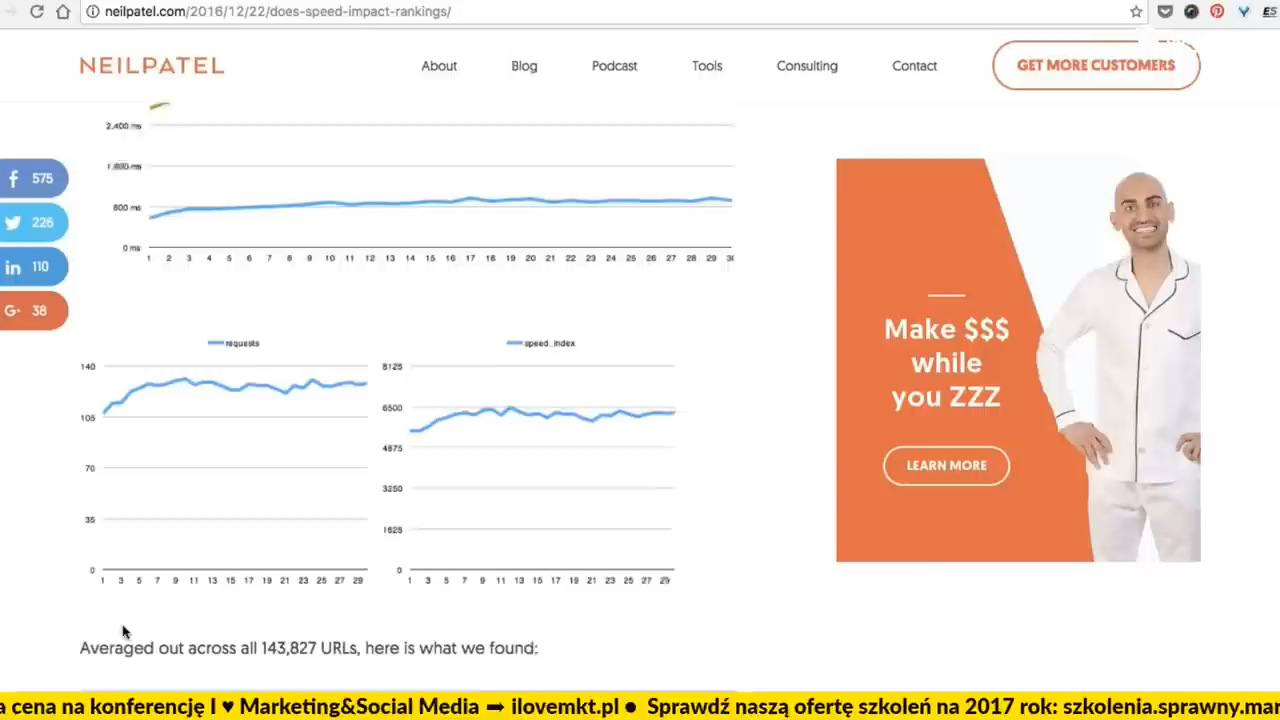 neilpatel.com/2016/12/22/does-speed-impact-rankings/
ES
NEILPATEL
About
Blog
Podcast
Tools
Consulting
Contact
GET MORE CUSTOMERS
f 575
226
in 110
G+ 38
2,400 ms
800 ms
0 ms
1 2 3 4 5 6 7 8 9 10 11 12 13 14 15 16 17 18 19 20 21 22 23 24 25 26 27 28 29 30
requests
140
105
70
35
0
1 3 5 7 9 11 13 15 17 19 21 23 25 27 29
speed_index
8125
6500
4875
3250
1625
0
1 3 5 7 9 11 13 15 17 19 21 23 25 27 29
Make $$$
while
you ZZZ
LEARN MORE
Averaged out across all 143,827 URLs, here is what we found:
a cena na konferencję I ♥ Marketing&Social Media ➡ ilovemkt.pl ● Sprawdź naszą ofertę szkoleń na 2017 rok: szkolenia.sprawny.mar